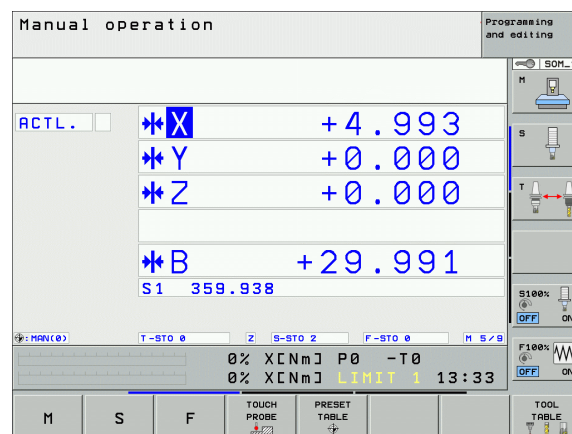 Manual operation
Programming
and editing
SOM_
M
ACTL.
X +4.993
S
Y +0.000
Z +0.000
T
B +29.991
S1 359.938
S100%
OFF ON
:MAN(0) T-STO 0 Z S-STO 2 F-STO 0 M 5/9
0% X[Nm] P0 -T0
F100%
0% X[Nm] LIMIT 1 13:33
OFF ON
M
S
F
TOUCH
PROBE
PRESET
TABLE
TOOL
TABLE